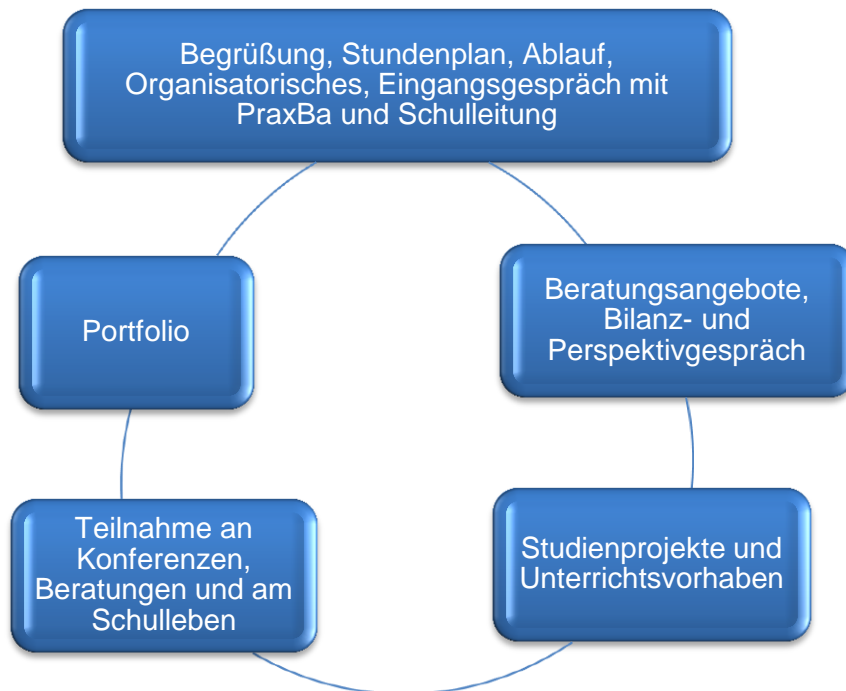 Begrüßung, Stundenplan, Ablauf,
Organisatorisches, Eingangsgespräch mit
PraxBa und Schulleitung
Beratungsangebote,
Bilanz- und
Perspektivgespräch
Studienprojekte und
Unterrichtsvorhaben
Teilnahme an
Konferenzen,
Beratungen und am
Schulleben
Portfolio